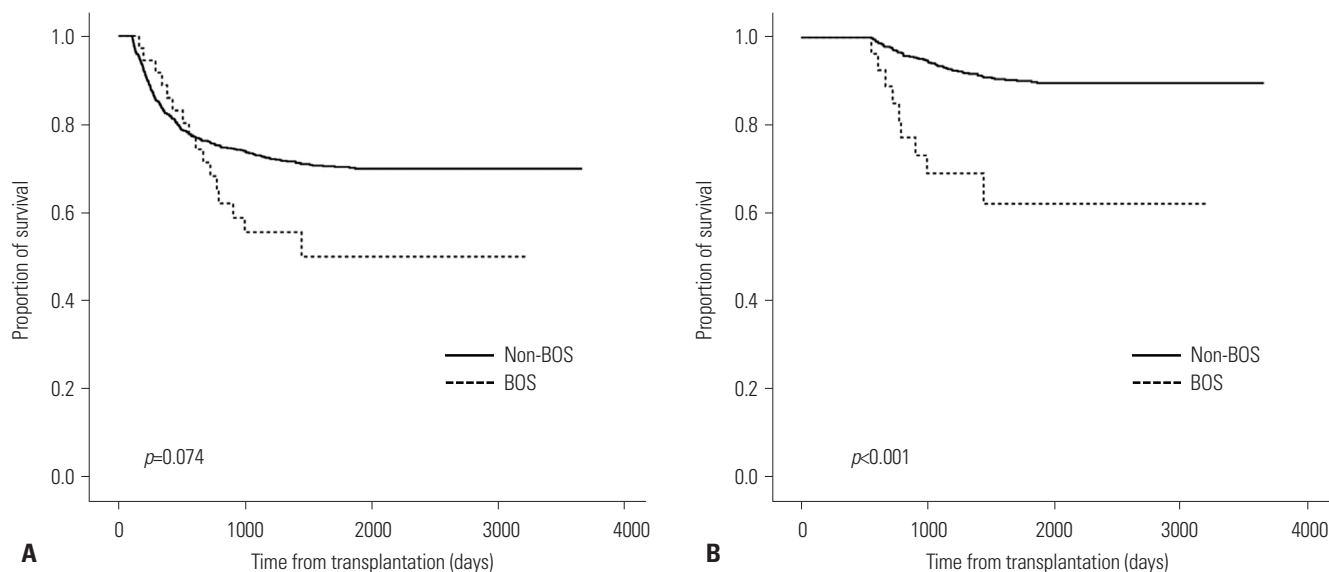 1.0
0.8
0.6
0.4
0.2
0.0
Proportion of survival
Non-BOS
BOS
p=0.074
0 1000 2000 3000 4000
Time from transplantation (days)
A
1.0
0.8
0.6
0.4
0.2
0.0
Proportion of survival
Non-BOS
BOS
p<0.001
0 1000 2000 3000 4000
Time from transplantation (days)
B